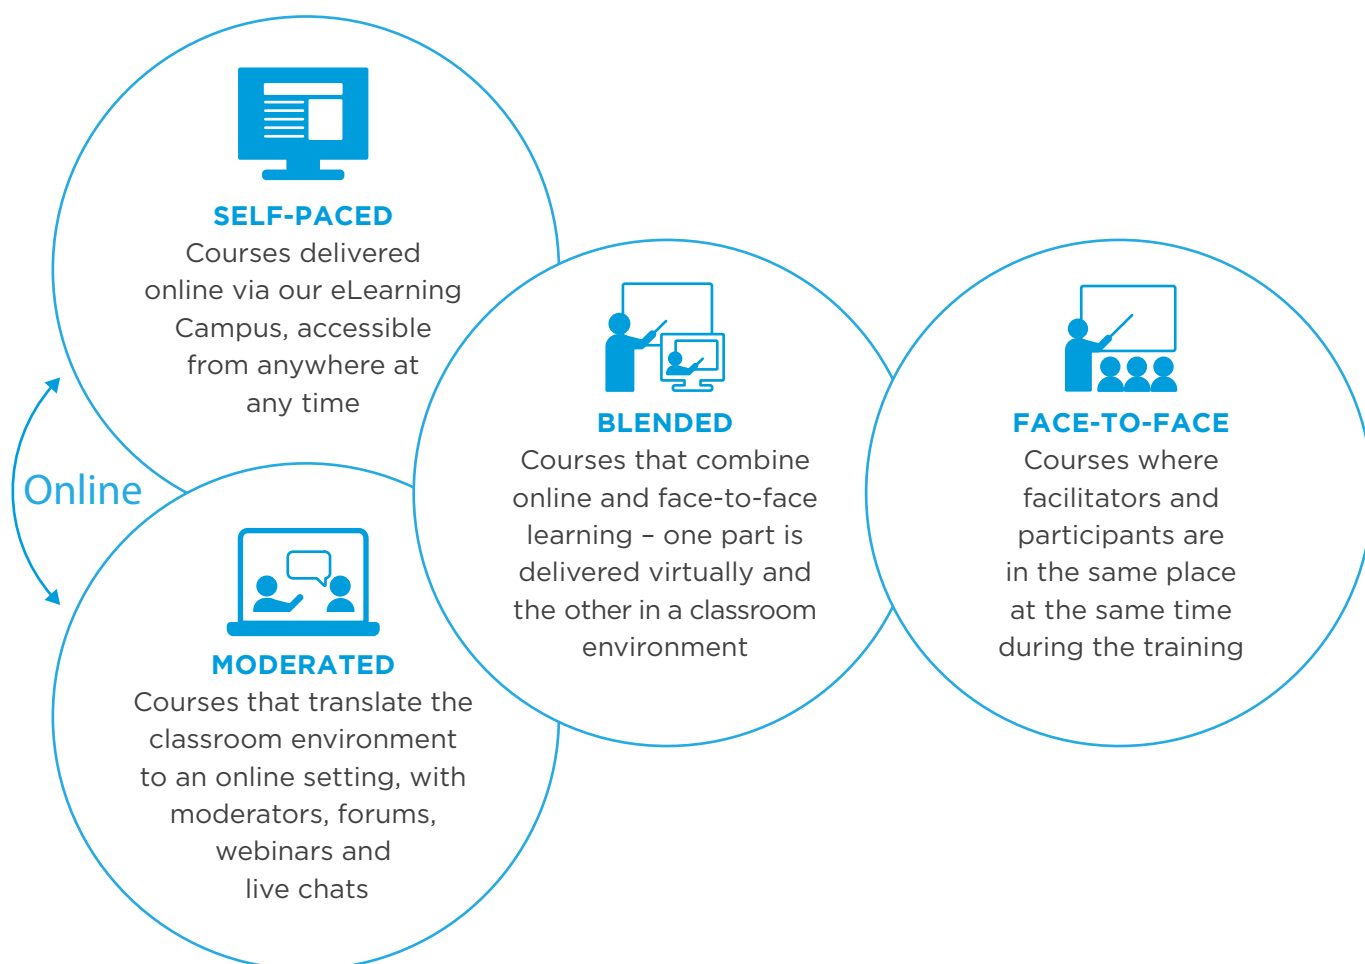 SELF-PACED
Courses delivered
online via our eLearning
Campus, accessible
from anywhere at
any time
Online
MODERATED
Courses that translate the
classroom environment
to an online setting, with
moderators, forums,
webinars and
live chats
BLENDED
Courses that combine
online and face-to-face
learning – one part is
delivered virtually and
the other in a classroom
environment
FACE-TO-FACE
Courses where
facilitators and
participants are
in the same place
at the same time
during the training